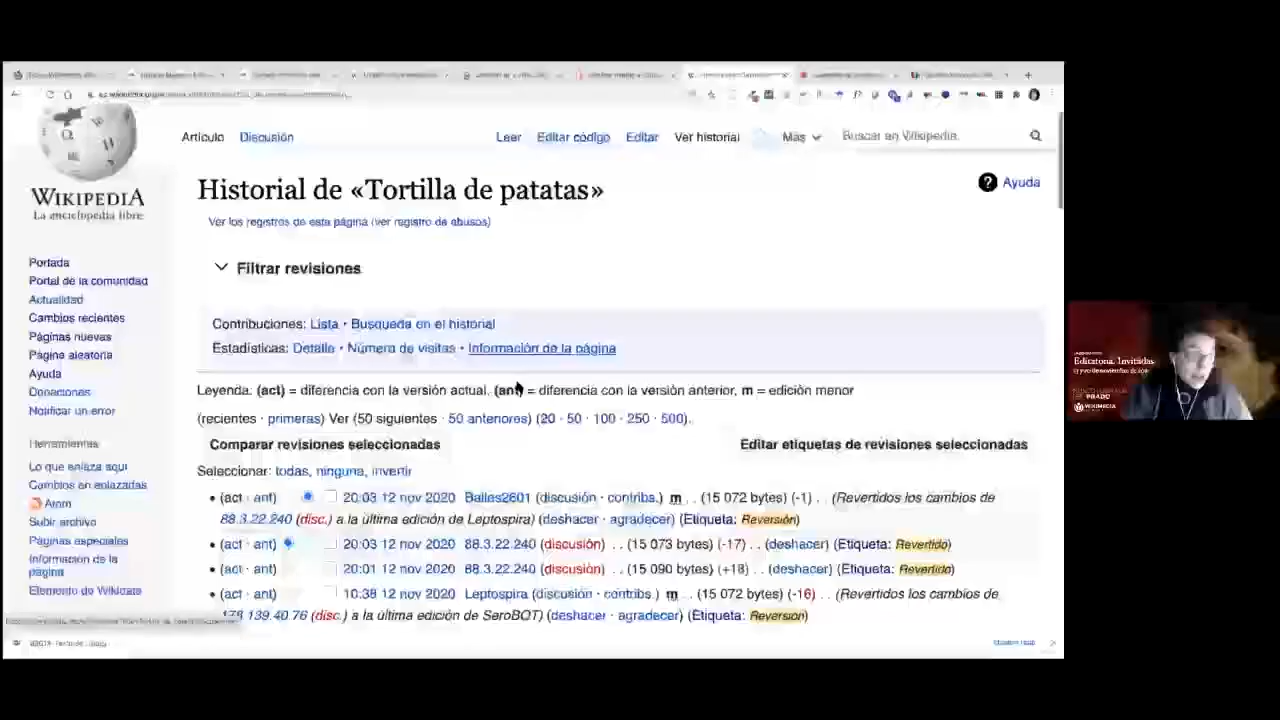 Artículo Discusión Leer Editar código Editar Ver historial Más Buscar en Wikipedia
WIKIPEDIA
La enciclopedia libre
Historial de «Tortilla de patatas»
Ayuda
Ver los registros de esta página (ver registro de abusos)
Filtrar revisiones
Contribuciones: Lista · Busqueda en el historial
Estadísticas: Detalle · Número de visitas · Información de la página
Leyenda: (act) = diferencia con la versión actual, (ant) = diferencia con la versión anterior, m = edición menor
(recientes · primeras) Ver (50 siguientes · 50 anteriores) (20 · 50 · 100 · 250 · 500).
Comparar revisiones seleccionadas Editar etiquetas de revisiones seleccionadas
Seleccionar: todas, ninguna, invertir
• (act · ant) 20:03 12 nov 2020 Balles2601 (discusión · contribs.) m . . (15 072 bytes) (-1) . . (Revertidos los cambios de
88.3.22.240 (disc.) a la última edición de Leptospira) (deshacer · agradecer) (Etiqueta: Reversión)
• (act · ant) 20:03 12 nov 2020 88.3.22.240 (discusión) . . (15 073 bytes) (-17) . . (deshacer) (Etiqueta: Revertido)
• (act · ant) 20:01 12 nov 2020 88.3.22.240 (discusión) . . (15 090 bytes) (+18) . . (deshacer) (Etiqueta: Revertido)
• (act · ant) 10:38 12 nov 2020 Leptospira (discusión · contribs.) m . . (15 072 bytes) (-16) . . (Revertidos los cambios de
178.139.40.76 (disc.) a la última edición de SeroBOT) (deshacer · agradecer) (Etiqueta: Reversión)
Portada
Portal de la comunidad
Actualidad
Cambios recientes
Páginas nuevas
Página aleatoria
Ayuda
Donaciones
Notificar un error
Herramientas
Lo que enlaza aquí
Cambios en enlazadas
Atom
Subir archivo
Páginas especiales
Información de la
página
Elemento de Wikidata
Editatona. Invitadas
PRADO
WIKIMEDIA